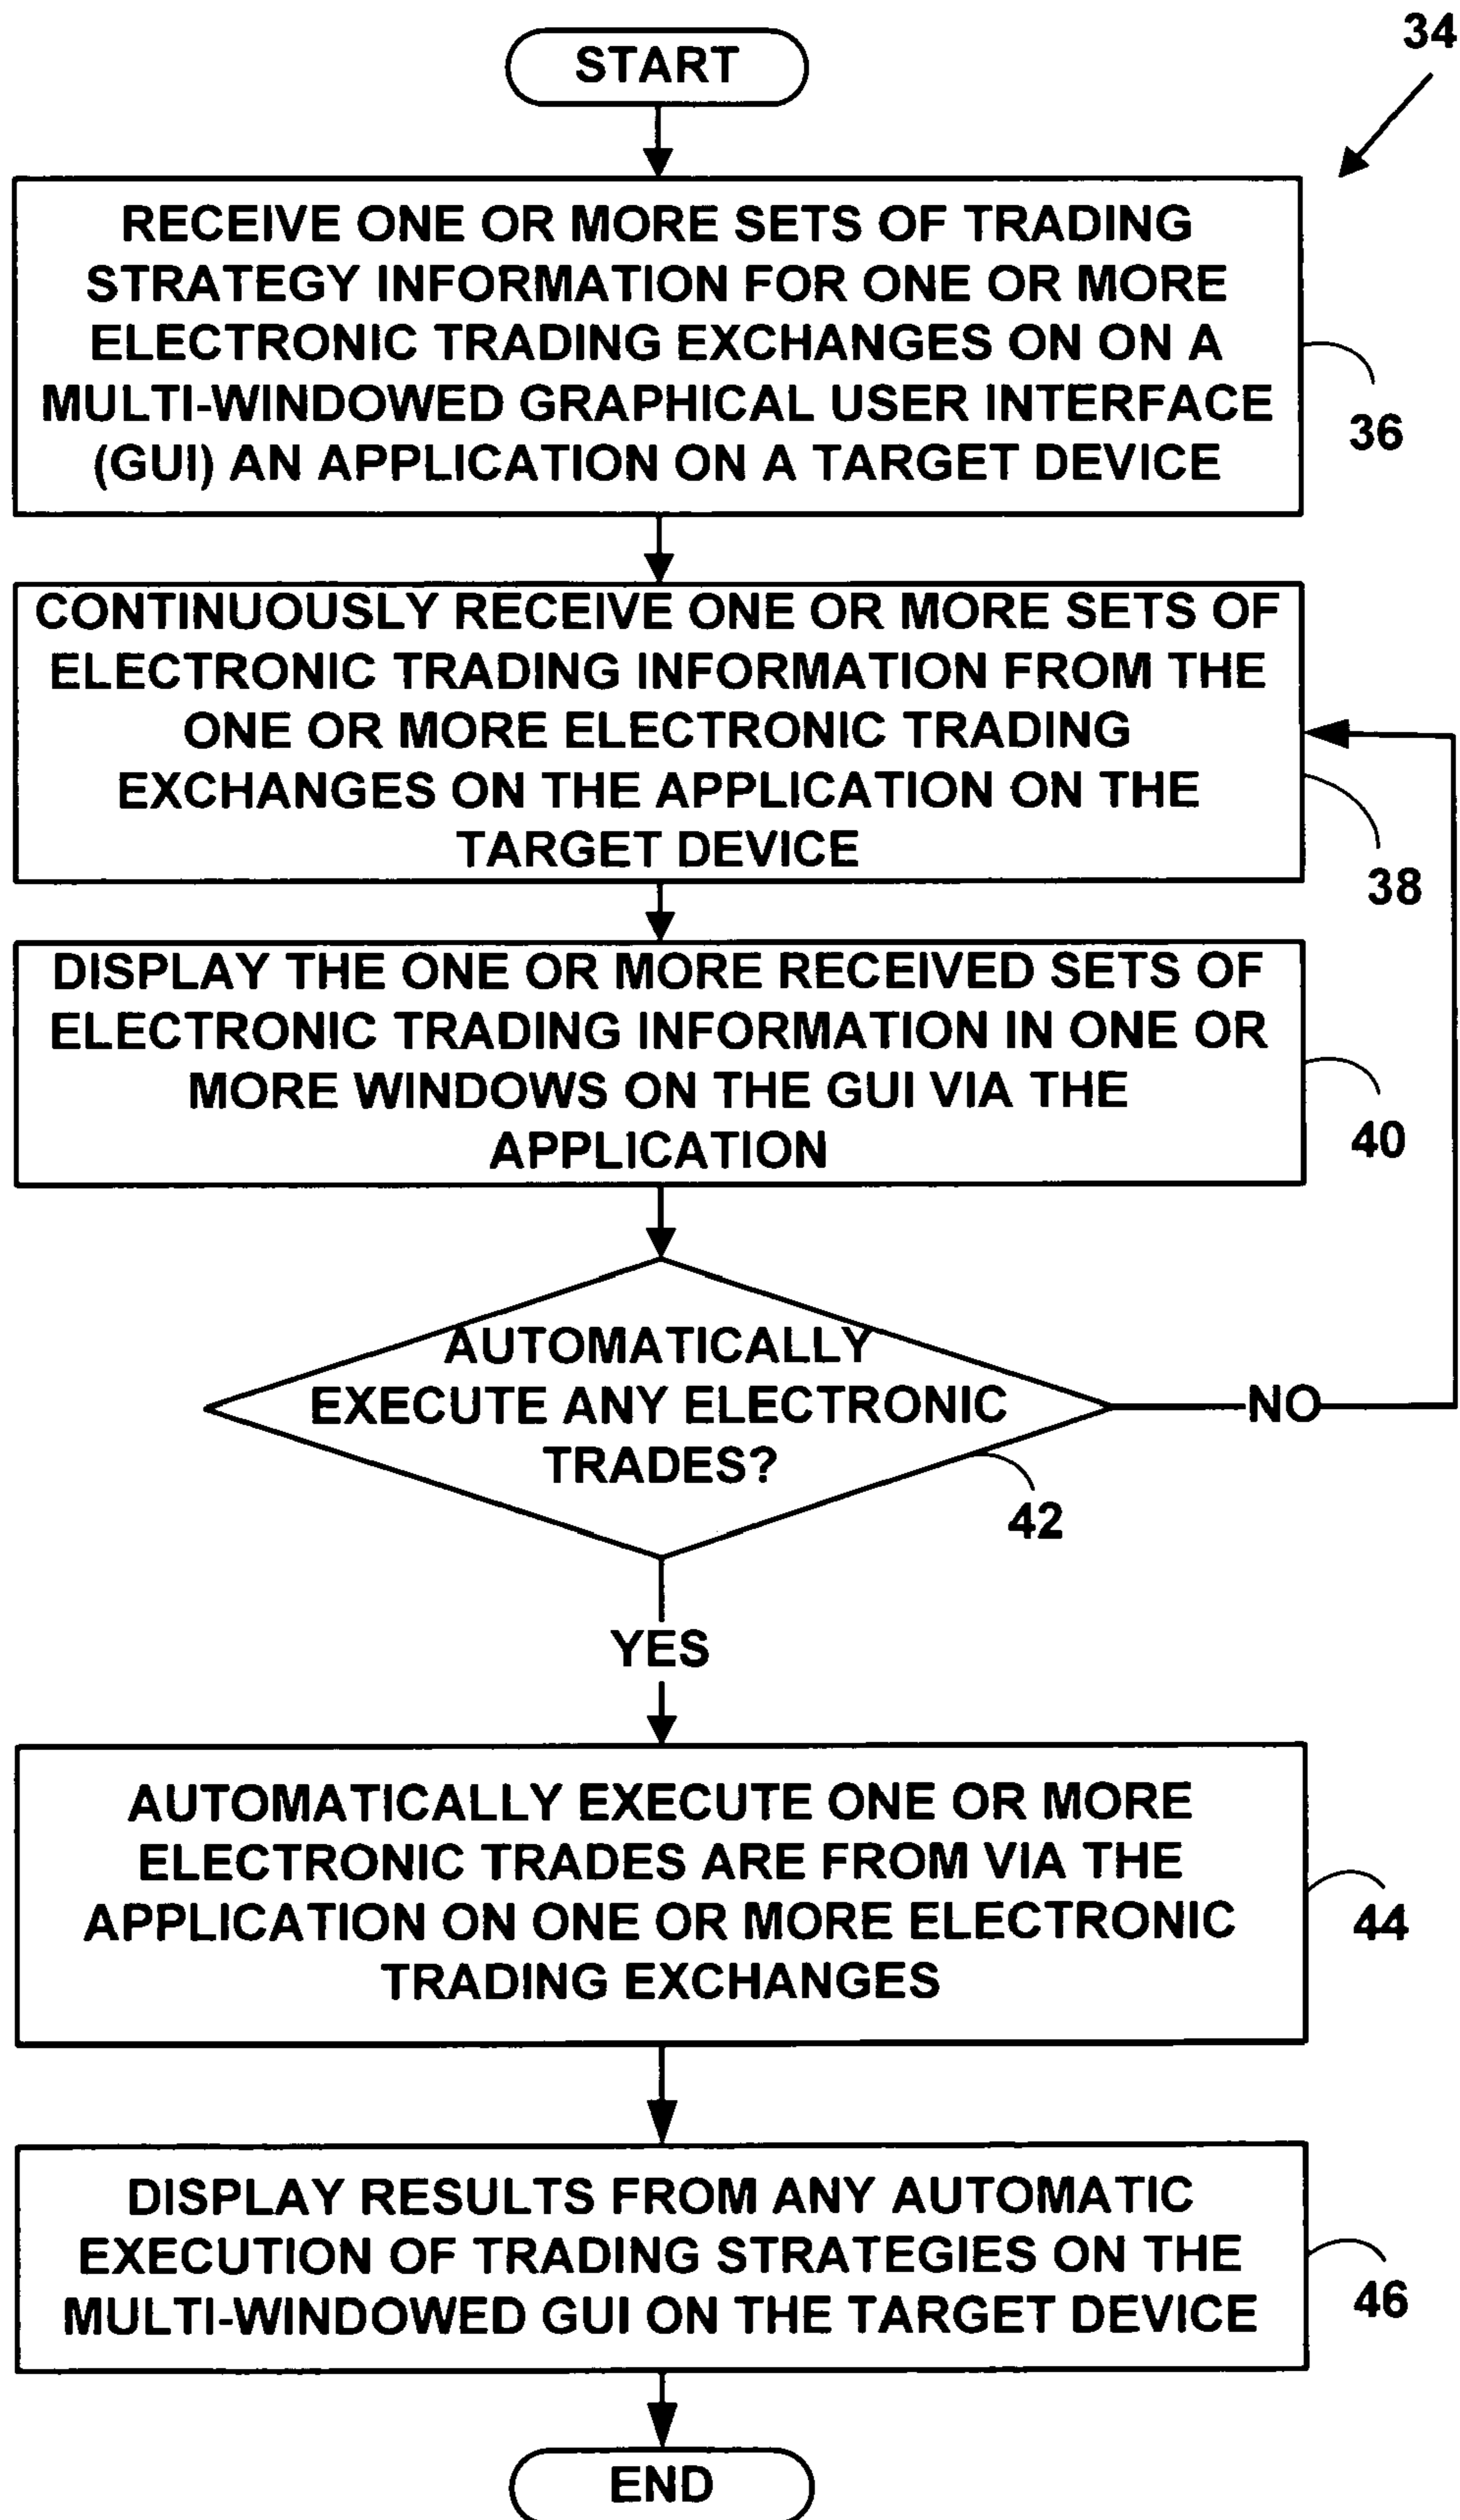 START
34
RECEIVE ONE OR MORE SETS OF TRADING
STRATEGY INFORMATION FOR ONE OR MORE
ELECTRONIC TRADING EXCHANGES ON ON A
MULTI-WINDOWED GRAPHICAL USER INTERFACE
(GUI) AN APPLICATION ON A TARGET DEVICE
36
CONTINUOUSLY RECEIVE ONE OR MORE SETS OF
ELECTRONIC TRADING INFORMATION FROM THE
ONE OR MORE ELECTRONIC TRADING
EXCHANGES ON THE APPLICATION ON THE
TARGET DEVICE
38
DISPLAY THE ONE OR MORE RECEIVED SETS OF
ELECTRONIC TRADING INFORMATION IN ONE OR
MORE WINDOWS ON THE GUI VIA THE
APPLICATION
40
AUTOMATICALLY
EXECUTE ANY ELECTRONIC
TRADES?
NO
42
YES
AUTOMATICALLY EXECUTE ONE OR MORE
ELECTRONIC TRADES ARE FROM VIA THE
APPLICATION ON ONE OR MORE ELECTRONIC
TRADING EXCHANGES
44
DISPLAY RESULTS FROM ANY AUTOMATIC
EXECUTION OF TRADING STRATEGIES ON THE
MULTI-WINDOWED GUI ON THE TARGET DEVICE
46
END